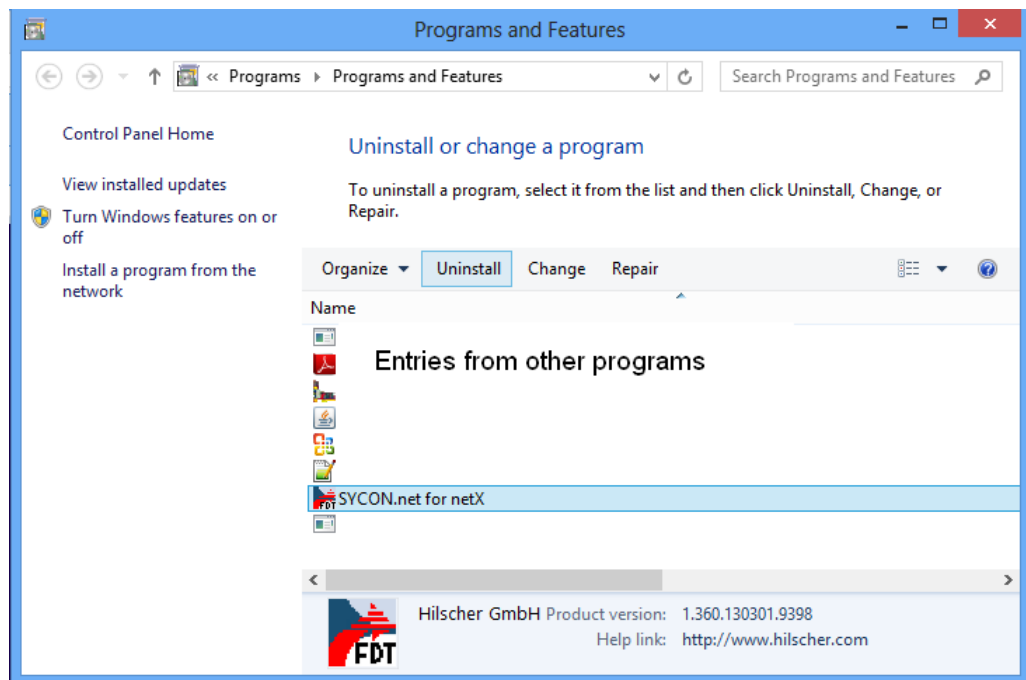 Programs and Features
« Programs ▸ Programs and Features
Search Programs and Features
Control Panel Home
View installed updates
Turn Windows features on or
off
Install a program from the
network
Uninstall or change a program
To uninstall a program, select it from the list and then click Uninstall, Change, or
Repair.
Organize Uninstall Change Repair
Name
Entries from other programs
FDT SYCON.net for netX
FDT
Hilscher GmbH Product version: 1.360.130301.9398
Help link: http://www.hilscher.com